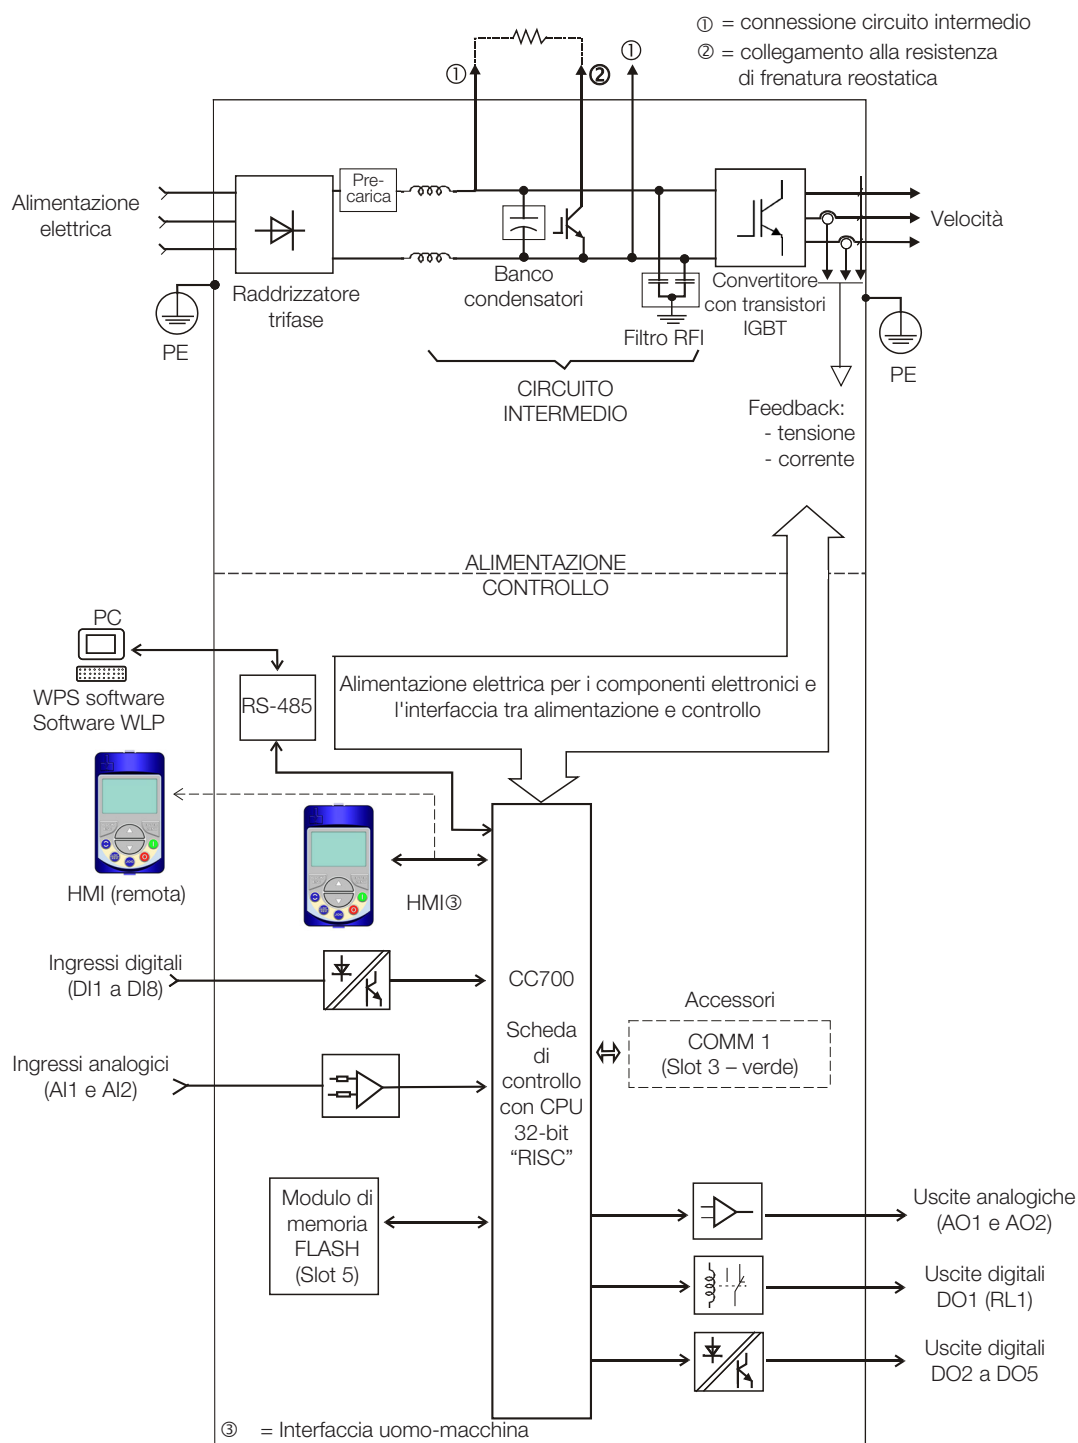 ① = connessione circuito intermedio
② = collegamento alla resistenza
di frenatura reostatica
①
②
①
Alimentazione
elettrica
Pre-
carica
Velocità
Raddrizzatore
trifase
Banco
condensatori
Convertitore
con transistori
IGBT
Filtro RFI
PE
PE
CIRCUITO
INTERMEDIO
Feedback:
- tensione
- corrente
ALIMENTAZIONE
CONTROLLO
PC
WPS software
Software WLP
RS-485
Alimentazione elettrica per i componenti elettronici e
l'interfaccia tra alimentazione e controllo
HMI (remota)
HMI③
Ingressi digitali
(DI1 a DI8)
CC700
Scheda
di
controllo
con CPU
32-bit
“RISC”
Accessori
COMM 1
(Slot 3 – verde)
Ingressi analogici
(AI1 e AI2)
Modulo di
memoria
FLASH
(Slot 5)
Uscite analogiche
(AO1 e AO2)
Uscite digitali
DO1 (RL1)
Uscite digitali
DO2 a DO5
③ = Interfaccia uomo-macchina